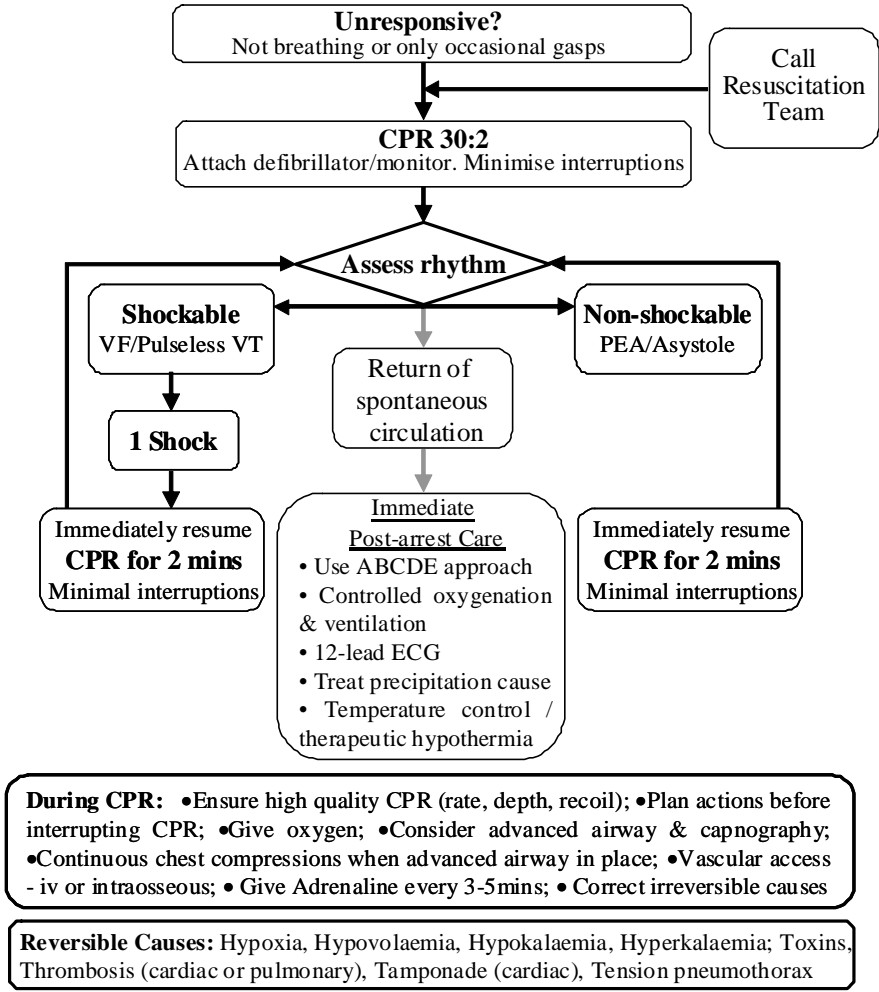 Unresponsive?
Not breathing or only occasional gasps
Call
Resuscitation
Team
CPR 30:2
Attach defibrillator/monitor. Minimise interruptions
Assess rhythm
Shockable
VF/Pulseless VT
Non-shockable
PEA/Asystole
Return of
spontaneous
circulation
1 Shock
Immediately resume
CPR for 2 mins
Minimal interruptions
Immediate
Post-arrest Care
• Use ABCDE approach
• Controlled oxygenation
& ventilation
• 12-lead ECG
• Treat precipitation cause
• Temperature control /
therapeutic hypothermia
Immediately resume
CPR for 2 mins
Minimal interruptions
During CPR: •Ensure high quality CPR (rate, depth, recoil); •Plan actions before
interrupting CPR; •Give oxygen; •Consider advanced airway & capnography;
•Continuous chest compressions when advanced airway in place; •Vascular access
- iv or intraosseous; • Give Adrenaline every 3-5mins; • Correct irreversible causes
Reversible Causes: Hypoxia, Hypovolaemia, Hypokalaemia, Hyperkalaemia; Toxins,
Thrombosis (cardiac or pulmonary), Tamponade (cardiac), Tension pneumothorax